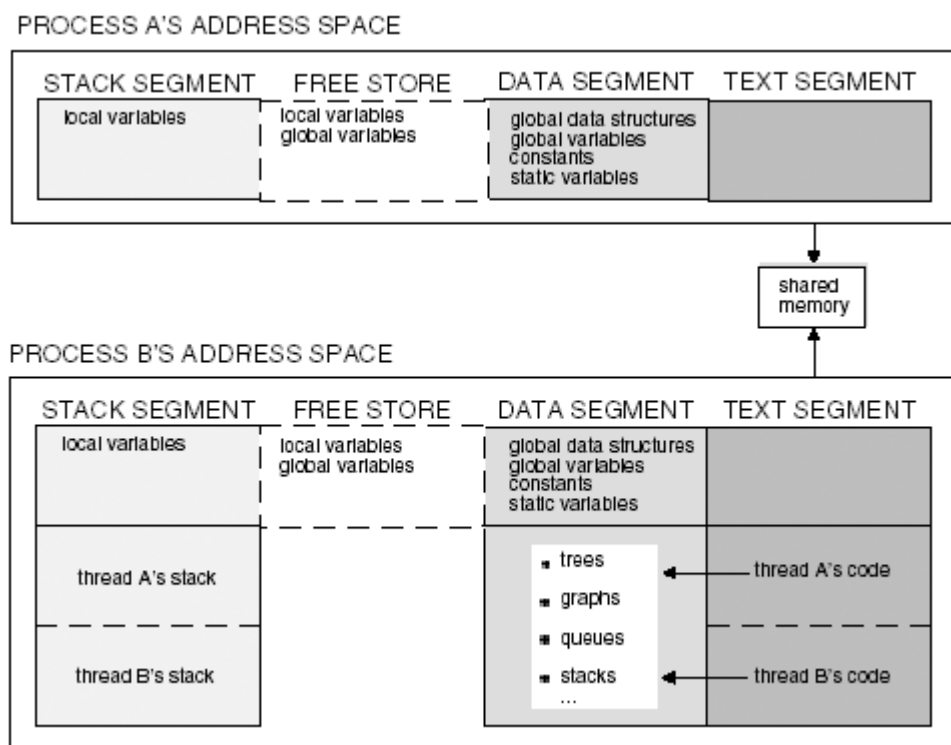 PROCESS A'S ADDRESS SPACE
STACK SEGMENT FREE STORE DATA SEGMENT TEXT SEGMENT
local variables
local variables
global variables
global data structures
global variables
constants
static variables
shared
memory
PROCESS B'S ADDRESS SPACE
STACK SEGMENT FREE STORE DATA SEGMENT TEXT SEGMENT
local variables
local variables
global variables
global data structures
global variables
constants
static variables
thread A's stack
thread B's stack
▪ trees
▪ graphs
▪ queues
▪ stacks
...
thread A's code
thread B's code